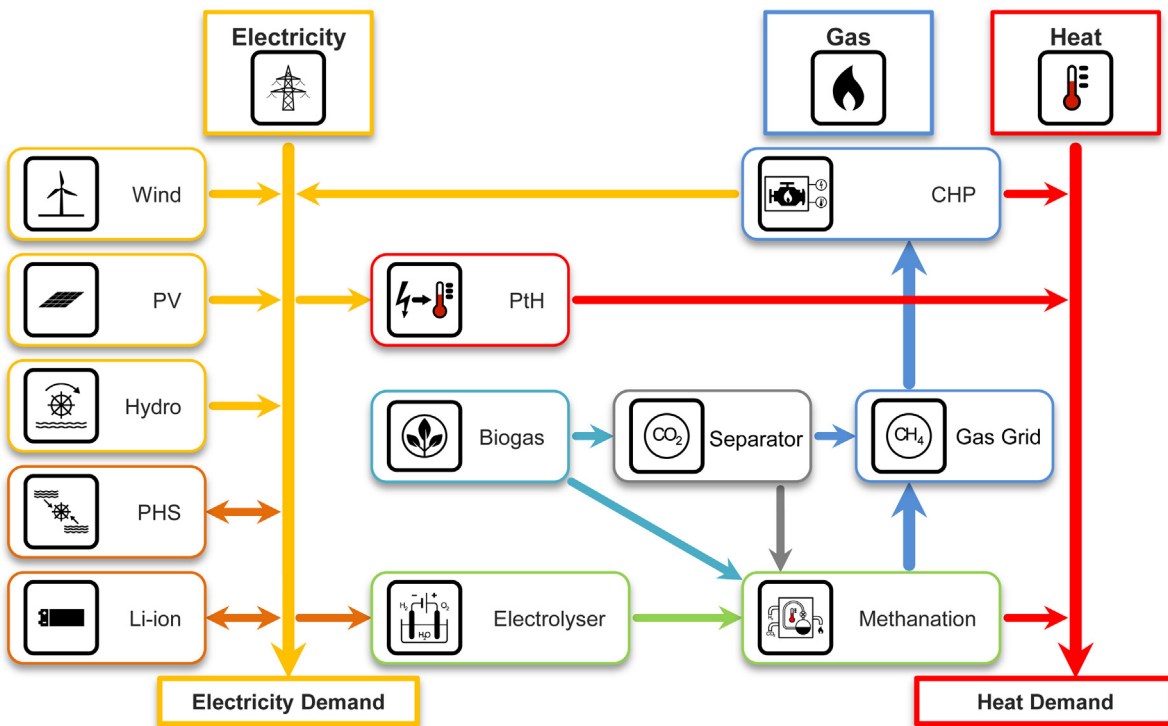 Electricity
Gas
Heat
Wind
CHP
PV
PtH
Hydro
Biogas
CO2
Separator
CH4
Gas Grid
PHS
Li-ion
H2
-
+
O2
H2O
Electrolyser
Methanation
Electricity Demand
Heat Demand